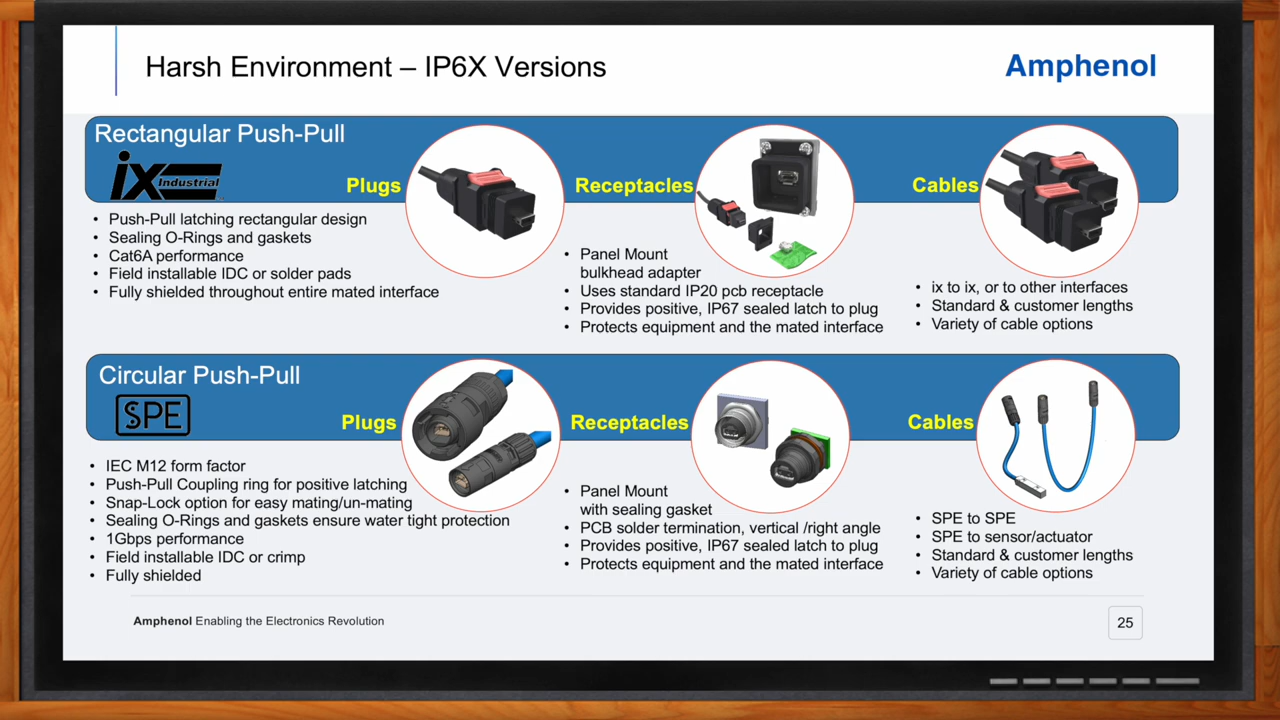 Harsh Environment – IP6X Versions
Amphenol
Rectangular Push-Pull
ix Industrial
Plugs
Receptacles
Cables
• Push-Pull latching rectangular design
• Sealing O-Rings and gaskets
• Cat6A performance
• Field installable IDC or solder pads
• Fully shielded throughout entire mated interface
• Panel Mount
bulkhead adapter
• Uses standard IP20 pcb receptacle
• Provides positive, IP67 sealed latch to plug
• Protects equipment and the mated interface
• ix to ix, or to other interfaces
• Standard & customer lengths
• Variety of cable options
Circular Push-Pull
SPE
Plugs
Receptacles
Cables
• IEC M12 form factor
• Push-Pull Coupling ring for positive latching
• Snap-Lock option for easy mating/un-mating
• Sealing O-Rings and gaskets ensure water tight protection
• 1Gbps performance
• Field installable IDC or crimp
• Fully shielded
• Panel Mount
with sealing gasket
• PCB solder termination, vertical /right angle
• Provides positive, IP67 sealed latch to plug
• Protects equipment and the mated interface
• SPE to SPE
• SPE to sensor/actuator
• Standard & customer lengths
• Variety of cable options
Amphenol Enabling the Electronics Revolution
25